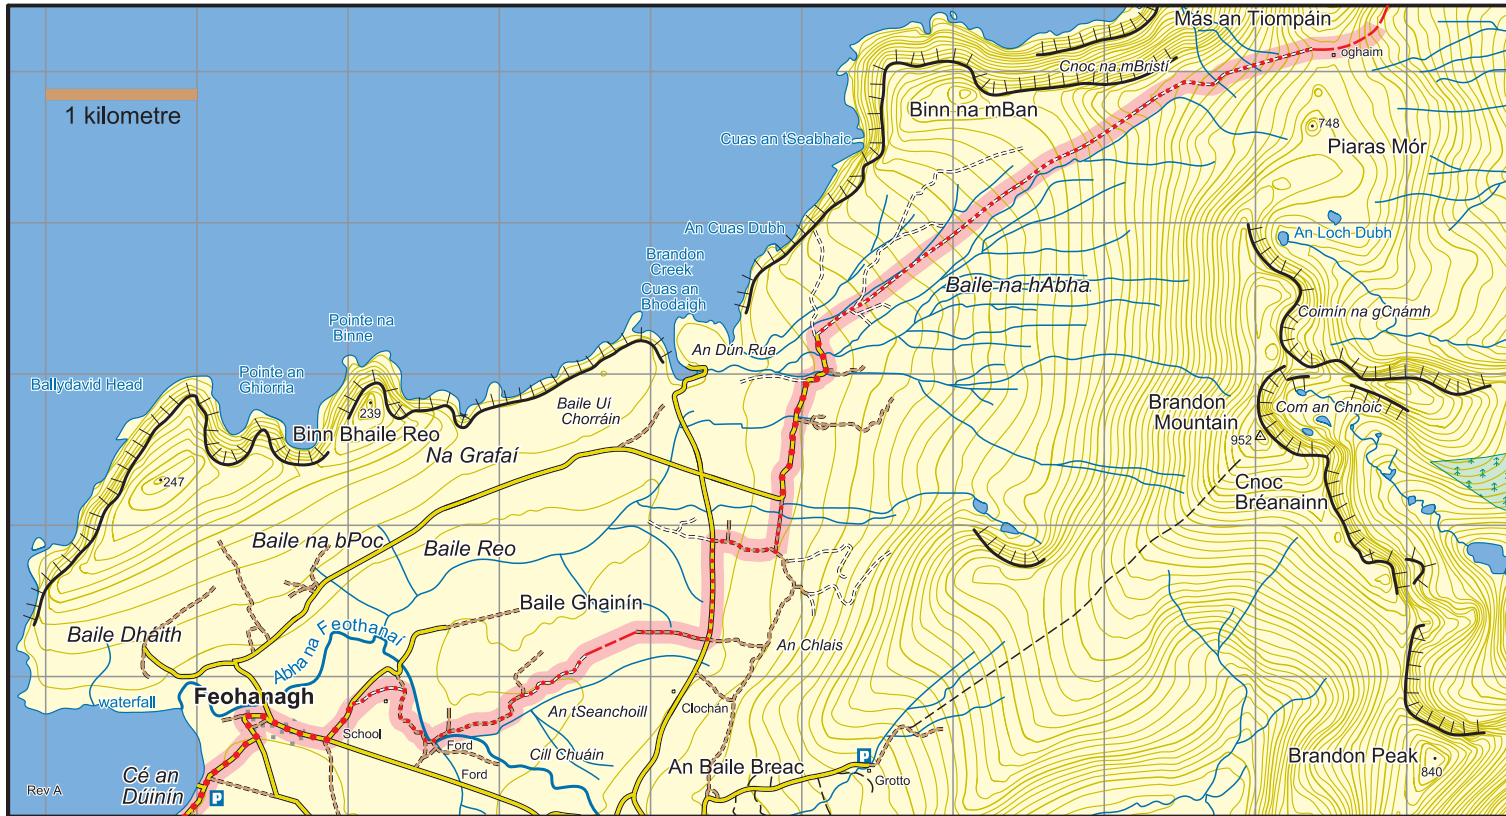 Más an Tiompáin
oghaim
Cnoc na mBristí
1 kilometre
Binn na mBan
748
Piaras Mór
Cuas an tSeabhaic
An Cuas Dubh
An Loch Dubh
Brandon
Creek
Cuas an
Bhodaigh
Baile na hAbha
Coimín na gCnámh
Pointe na
Binne
An Dún Rua
Ballydavid Head
Pointe an
Ghiorria
239
Baile Uí
Chorráin
Brandon
Mountain
952
Com an Chnoic
Binn Bhaile Reo
Na Grafaí
247
Cnoc
Bréanainn
Baile na bPoc
Baile Reo
Baile Ghainín
Baile Dháith
Abha na Feothanaí
An Chlais
waterfall
Feohanagh
An tSeanchoill
Clochán
School
Ford
Cill Chuáin
Ford
An Baile Breac
P
Grotto
Brandon Peak
840
Cé an
Dúinín
Rev A
P